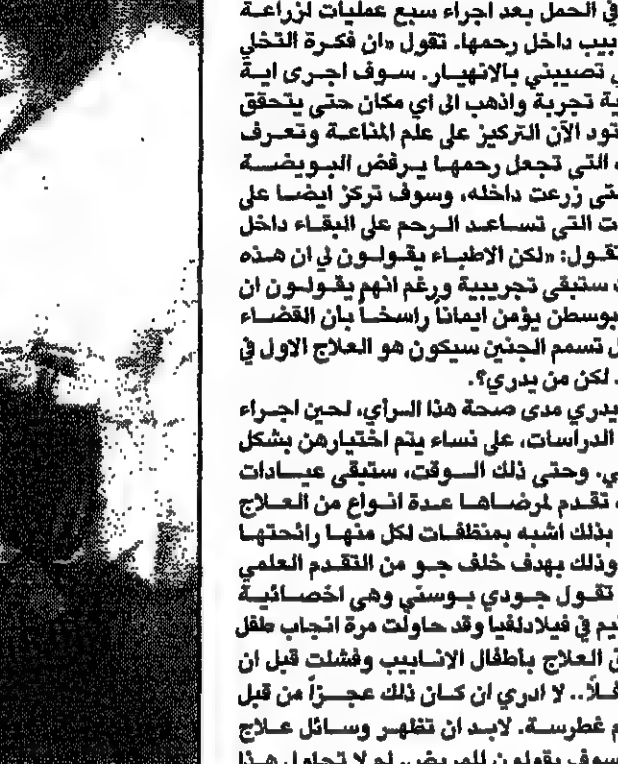 في الحمل بعد اجراء سبع عمليات لزراعة
بيب داخل رحمها. تقول «ان فكرة التخلي
تصيبني بالانهيار. سوف اجرى اية
ية تجربة واذهب الى اي مكان حتى يتحقق
تود الآن التركيز على علم المناعة وتعرف
التي تجعل رحمها يرفض البويضة
تى زرعت داخله، وسوف تركز ايضا على
ت التي تساعد الرحم على البقاء داخل
تقول: «لكن الاطباء يقولون لي ان هذه
ستبقى تجريبية ورغم انهم يقولون ان
بوسطن يؤمن ايماناً راسخاً بان القضاء
ل تسمم الجنين سيكون هو العلاج الاول في
لكن من يدري؟.
يدري مدى صحة هذا الرأي، لحين اجراء
الدراسات، على نساء يتم اختيارهن بشكل
ي. وحتى ذلك الوقت، ستبقى عيادات
تقدم لمرضاها عدة انواع من العلاج
بذلك اشبه بمنظفات لكل منها رائحتها
وذلك بهدف خلف جو من التقدم العلمي
تقول جودي بوسني وهي اخصائية
يم في فيلادلفيا وقد حاولت مرة انجاب طفل
ق العلاج بأطفال الانابيب وفشلت قبل ان
فلاً.. لا ادري ان كان ذلك عجزاً من قبل
م غطرسة. لابد ان تظهر وسائل علاج
سوف يقولون للمريض لم لا تحاول هذا